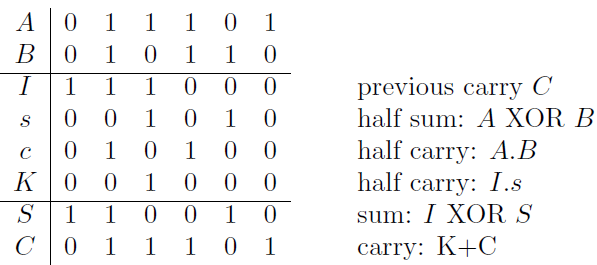 A 0 1 1 1 0 1
B 0 1 0 1 1 0
I 1 1 1 0 0 0 previous carry C
s 0 0 1 0 1 0 half sum: A XOR B
c 0 1 0 1 0 0 half carry: A.B
K 0 0 1 0 0 0 half carry: I.s
S 1 1 0 0 1 0 sum: I XOR S
C 0 1 1 1 0 1 carry: K+C